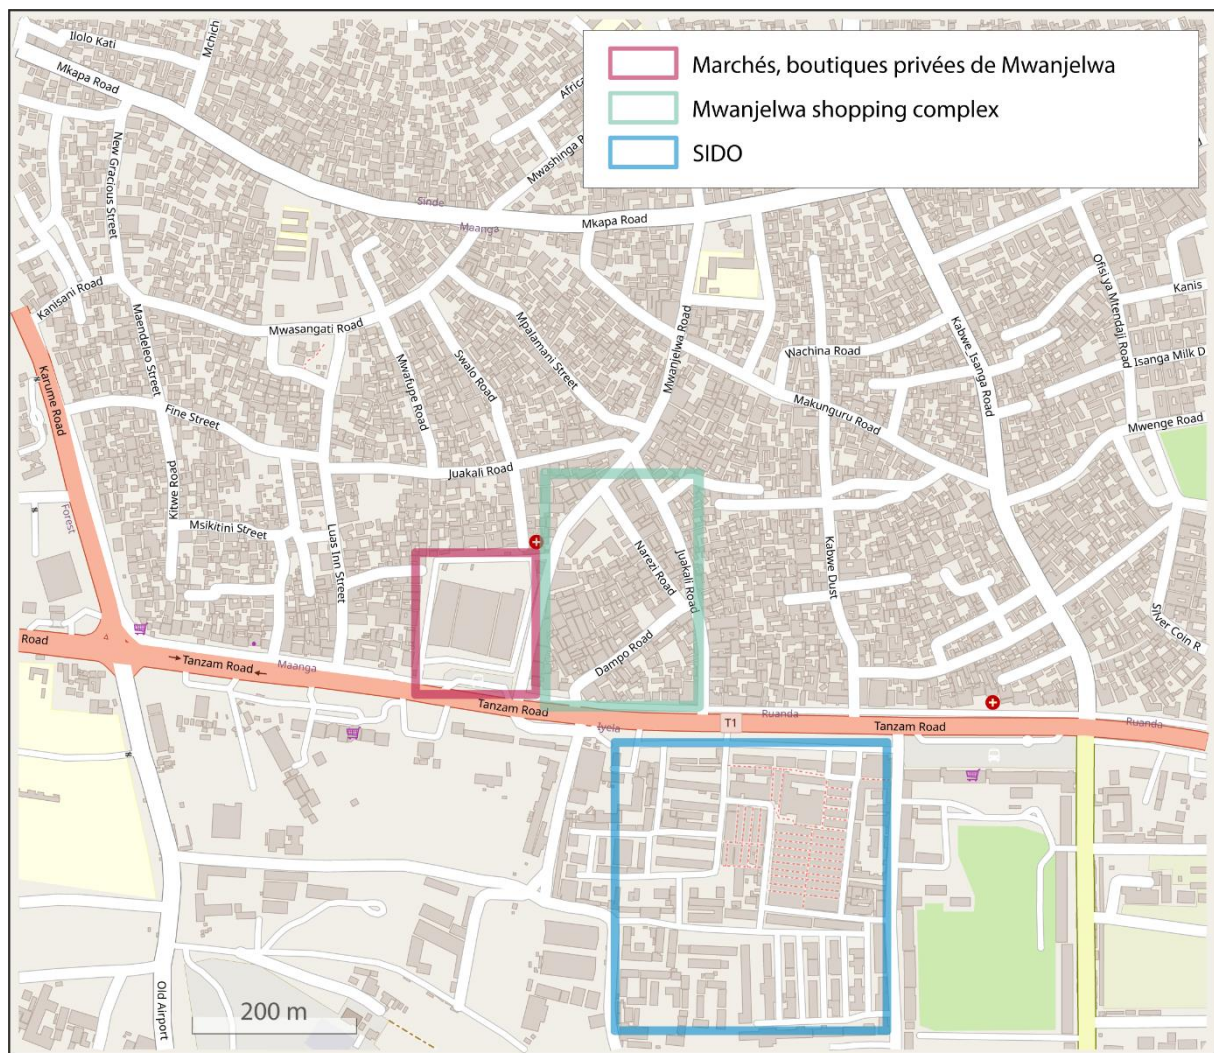 Ilolo Kati
Mchich
Mkapa Road
Africa
Mwashinga R
Marchés, boutiques privées de Mwanjelwa
Mwanjelwa shopping complex
SIDO
New Gracious Street
Sinde
Maanga
Mkapa Road
Kanisani Road
Maendeleo Street
Mwasangati Road
Mpalamani Street
Mwanjelwa Road
Wachina Road
Kabwe_Isanga Road
Ofisi ya Mtendaji Road
Kanis
Isanga Milk D
Karume Road
Mwafupe Road
Swalo Road
Makunguru Road
Mwenge Road
Fine Street
Juakali Road
Kitwe Road
Forest
Msikitini Street
Luas Inn Street
Narezi Road
Juakali Road
Kabwe Dust
Silver Coin R
Dampo Road
Road
Tanzam Road
Maanga
Tanzam Road
Iyela
T1
Ruanda
Tanzam Road
Ruanda
Old Airport
200 m